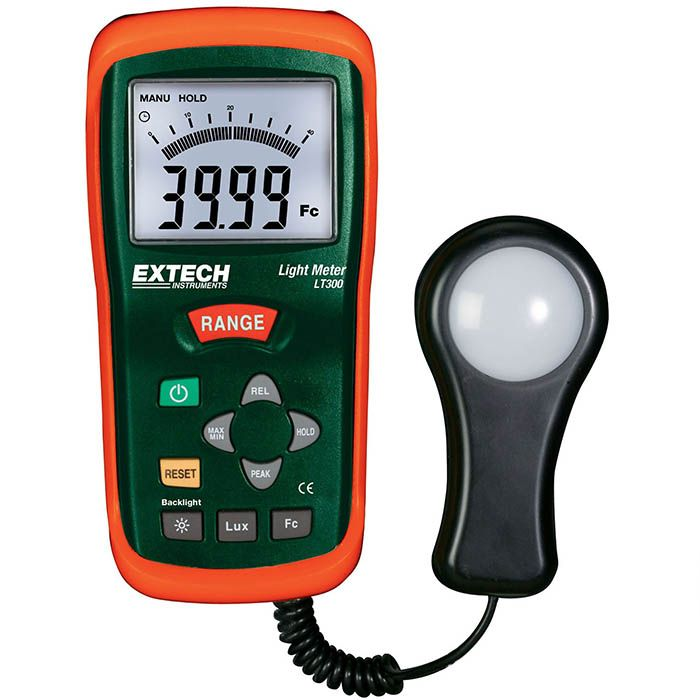 MANU HOLD
0 10 20 40
39.99 Fc
EXTECH
INSTRUMENTS
Light Meter
LT300
RANGE
REL
MAX
MIN
HOLD
RESET
PEAK
CE
Backlight
Lux
Fc